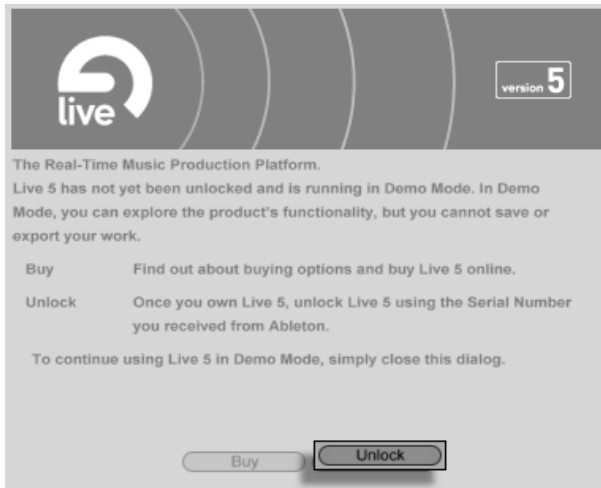 live
version 5
The Real-Time Music Production Platform.
Live 5 has not yet been unlocked and is running in Demo Mode. In Demo
Mode, you can explore the product's functionality, but you cannot save or
export your work.
Buy Find out about buying options and buy Live 5 online.
Unlock Once you own Live 5, unlock Live 5 using the Serial Number
you received from Ableton.
To continue using Live 5 in Demo Mode, simply close this dialog.
Buy Unlock